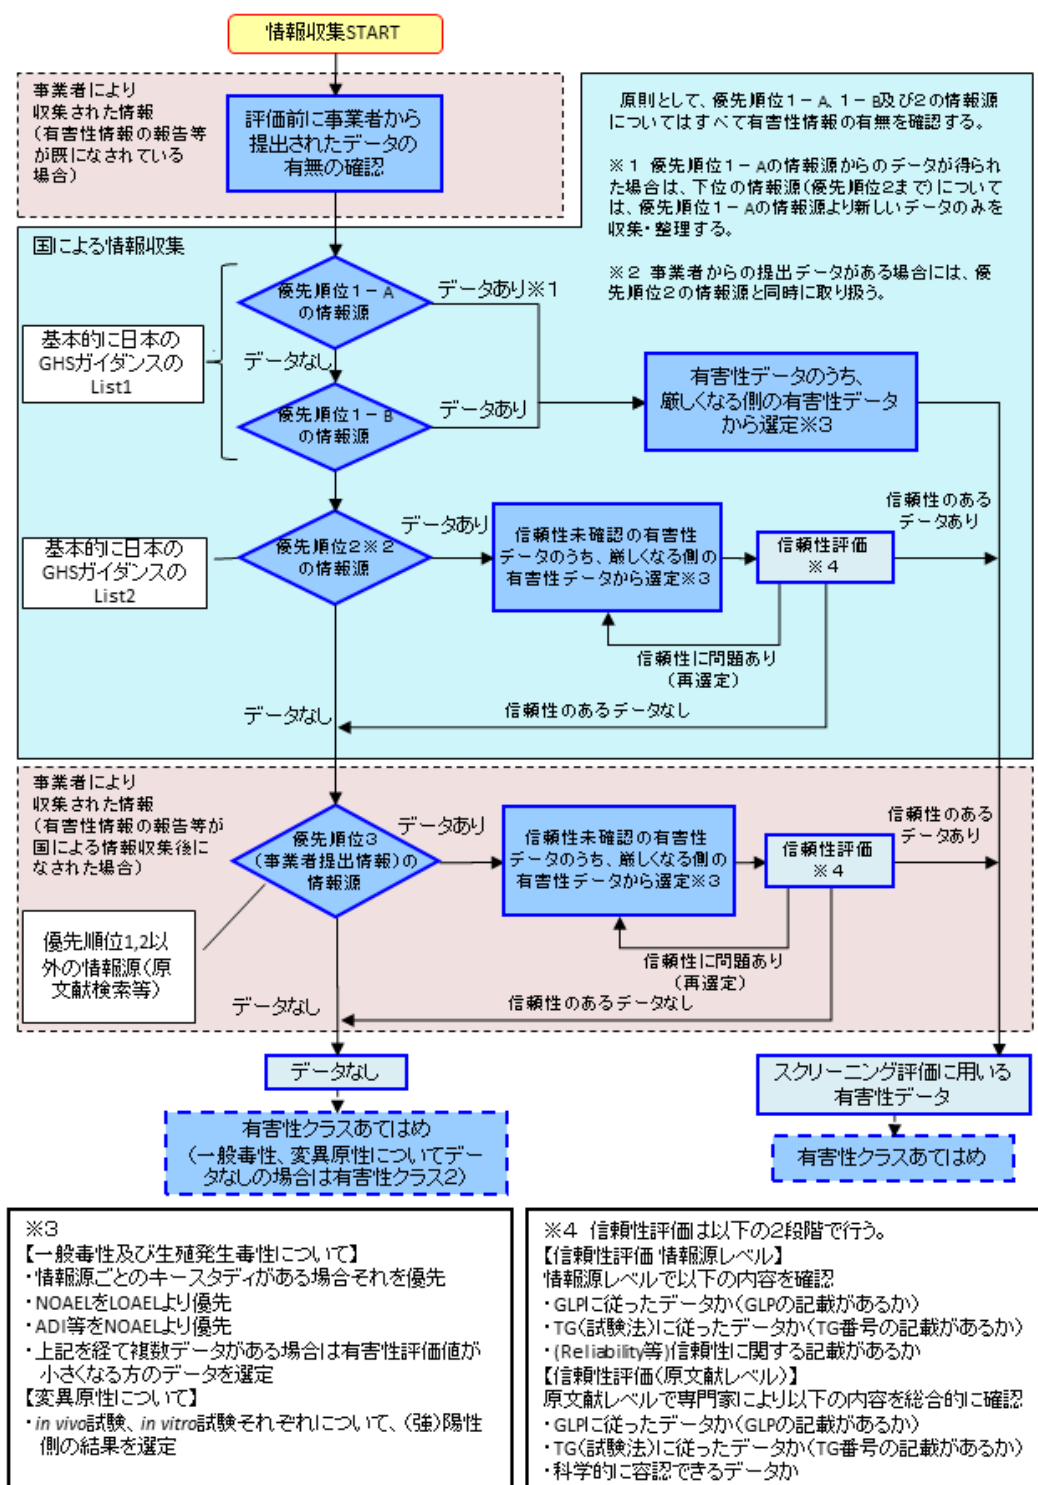 情報収集START
事業者により
収集された情報
(有害性情報の報告等
が既になされている
場合)
評価前に事業者から
提出されたデータの
有無の確認
原則として、優先順位1-A、1-B及び2の情報源
についてはすべて有害性情報の有無を確認する。
※1 優先順位1-Aの情報源からのデータが得られ
た場合は、下位の情報源(優先順位2まで)について
は、優先順位1-Aの情報源より新しいデータのみを
収集・整理する。
※2 事業者からの提出データがある場合には、優
先順位2の情報源と同時に取り扱う。
国による情報収集
優先順位1-A
の情報源
データあり※1
基本的に日本の
GHSガイダンスの
List1
データなし
優先順位1-B
の情報源
データあり
有害性データのうち、
厳しくなる側の有害性データ
から選定※3
優先順位2※2
の情報源
データあり
基本的に日本の
GHSガイダンスの
List2
信頼性未確認の有害性
データのうち、厳しくなる側の
有害性データから選定※3
信頼性評価
※4
信頼性のある
データあり
信頼性に問題あり
(再選定)
信頼性のあるデータなし
データなし
事業者により
収集された情報
(有害性情報の報告等が
国による情報収集後に
なされた場合)
優先順位3
(事業者提出情報)の
情報源
データあり
信頼性未確認の有害性
データのうち、厳しくなる側の
有害性データから選定※3
信頼性評価
※4
信頼性のある
データあり
優先順位1,2以
外の情報源(原
文献検索等)
信頼性に問題あり
(再選定)
信頼性のあるデータなし
データなし
データなし
有害性クラスあてはめ
(一般毒性、変異原性についてデー
タなしの場合は有害性クラス2)
スクリーニング評価に用いる
有害性データ
有害性クラスあてはめ
※3
【一般毒性及び生殖発生毒性について】
・情報源ごとのキースタディがある場合それを優先
・NOAELをLOAELより優先
・ADI等をNOAELより優先
・上記を経て複数データがある場合は有害性評価値が
小さくなる方のデータを選定
【変異原性について】
・in vivo試験、in vitro試験それぞれについて、(強)陽性
側の結果を選定
※4 信頼性評価は以下の2段階で行う。
【信頼性評価 情報源レベル】
情報源レベルで以下の内容を確認
・GLPに従ったデータか(GLPの記載があるか)
・TG(試験法)に従ったデータか(TG番号の記載があるか)
・(Reliability等)信頼性に関する記載があるか
【信頼性評価(原文献レベル)】
原文献レベルで専門家により以下の内容を総合的に確認
・GLPに従ったデータか(GLPの記載があるか)
・TG(試験法)に従ったデータか(TG番号の記載があるか)
・科学的に容認できるデータか